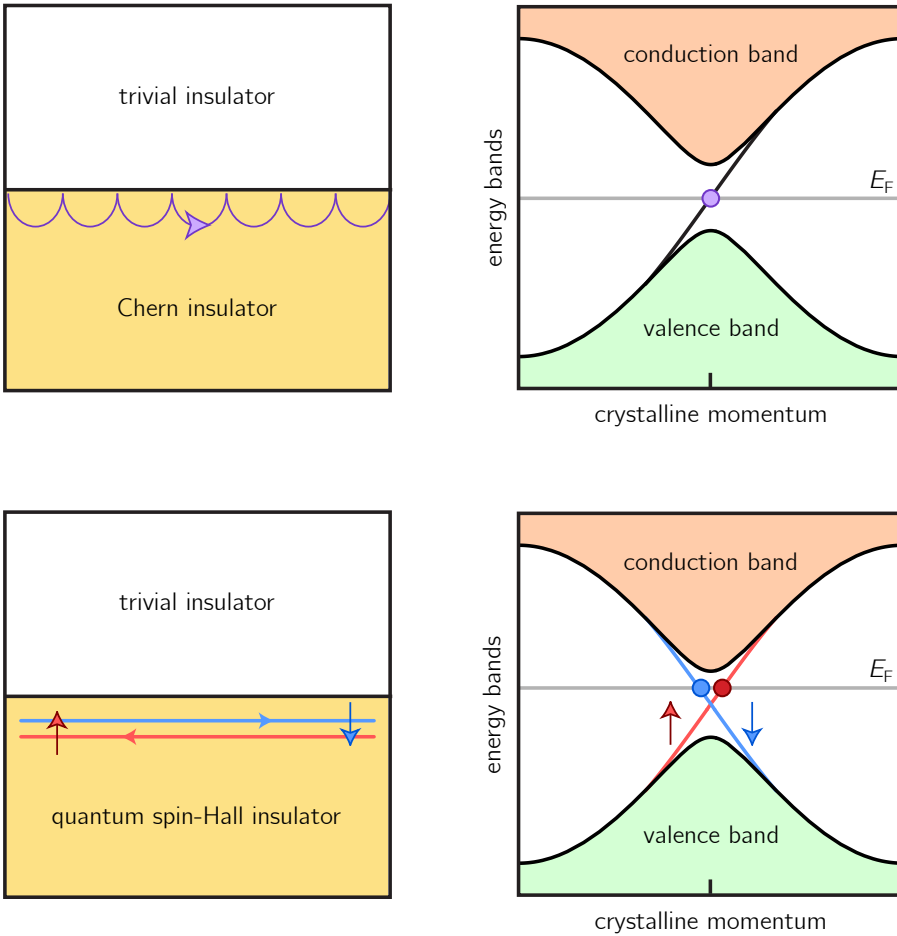 trivial insulator
Chern insulator
conduction band
energy bands
E_F
valence band
crystalline momentum
trivial insulator
quantum spin-Hall insulator
conduction band
energy bands
E_F
valence band
crystalline momentum